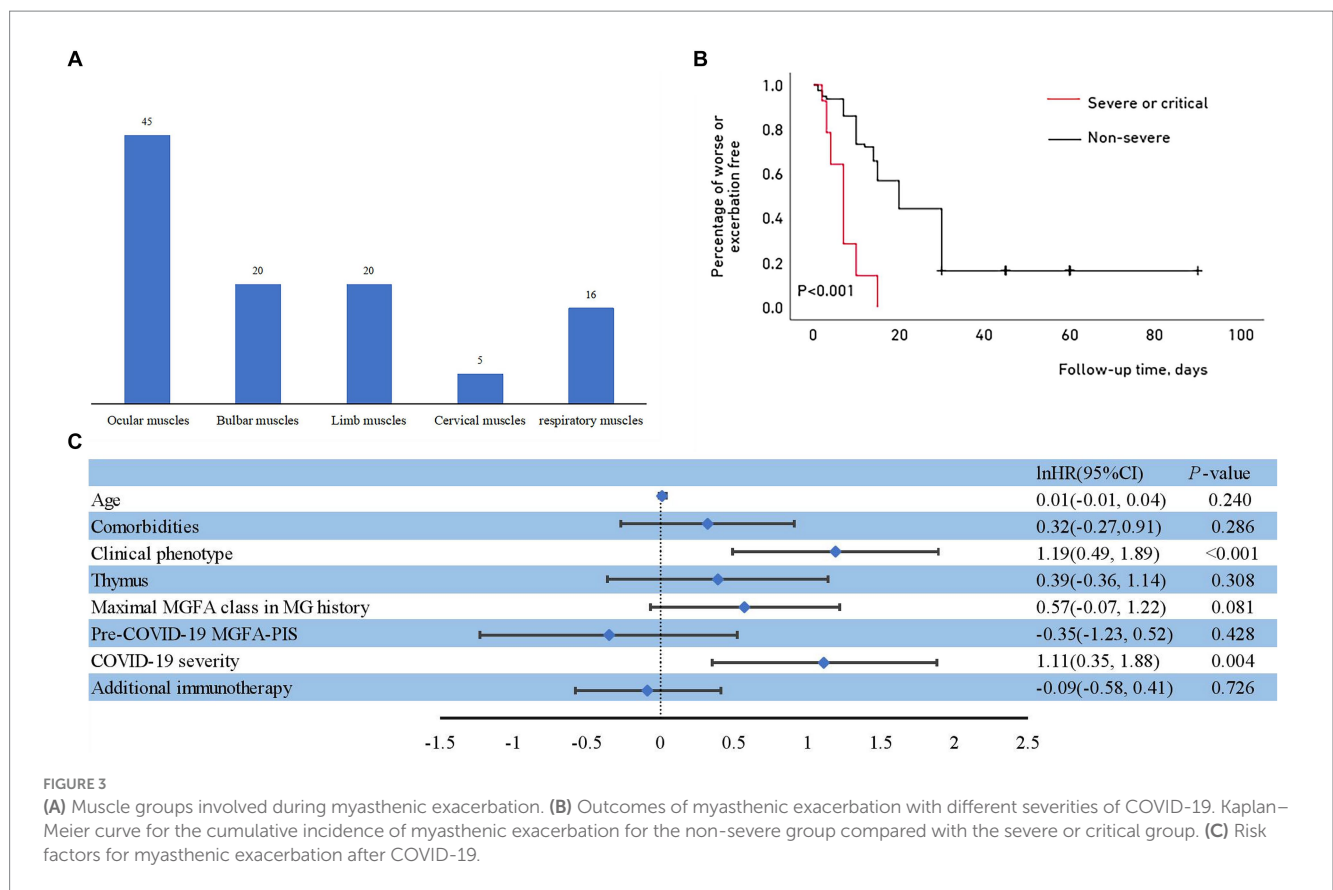 A
45
20
20
5
16
Ocular muscles Bulbar muscles Limb muscles Cervical muscles respiratory muscles
B
Percentage of worse or
excerbation free
1.0
0.8
0.6
0.4
0.2
0.0
Severe or critical
Non-severe
P<0.001
0 20 40 60 80 100
Follow-up time, days
C
lnHR(95%CI) P-value
Age 0.01(-0.01, 0.04) 0.240
Comorbidities 0.32(-0.27,0.91) 0.286
Clinical phenotype 1.19(0.49, 1.89) <0.001
Thymus 0.39(-0.36, 1.14) 0.308
Maximal MGFA class in MG history 0.57(-0.07, 1.22) 0.081
Pre-COVID-19 MGFA-PIS -0.35(-1.23, 0.52) 0.428
COVID-19 severity 1.11(0.35, 1.88) 0.004
Additional immunotherapy -0.09(-0.58, 0.41) 0.726
-1.5 -1 -0.5 0 0.5 1 1.5 2 2.5
FIGURE 3
(A) Muscle groups involved during myasthenic exacerbation. (B) Outcomes of myasthenic exacerbation with different severities of COVID-19. Kaplan–
Meier curve for the cumulative incidence of myasthenic exacerbation for the non-severe group compared with the severe or critical group. (C) Risk
factors for myasthenic exacerbation after COVID-19.